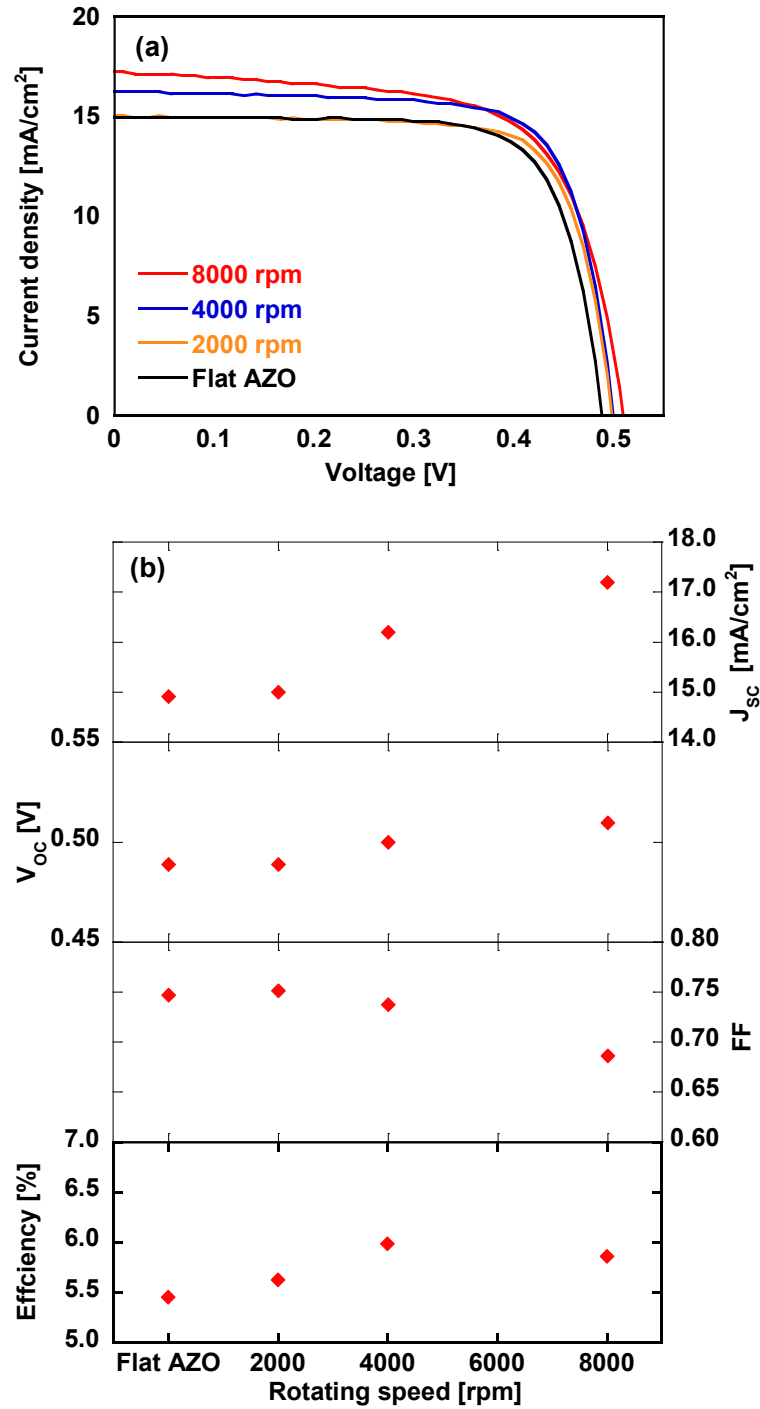 (a)
20
15
10
5
0
Current density [mA/cm²]
8000 rpm
4000 rpm
2000 rpm
Flat AZO
0 0.1 0.2 0.3 0.4 0.5
Voltage [V]
(b)
18.0
17.0
16.0
15.0
14.0
J_SC [mA/cm²]
0.55
0.50
0.45
V_OC [V]
0.80
0.75
0.70
0.65
0.60
FF
7.0
6.5
6.0
5.5
5.0
Effciency [%]
Flat AZO 2000 4000 6000 8000
Rotating speed [rpm]